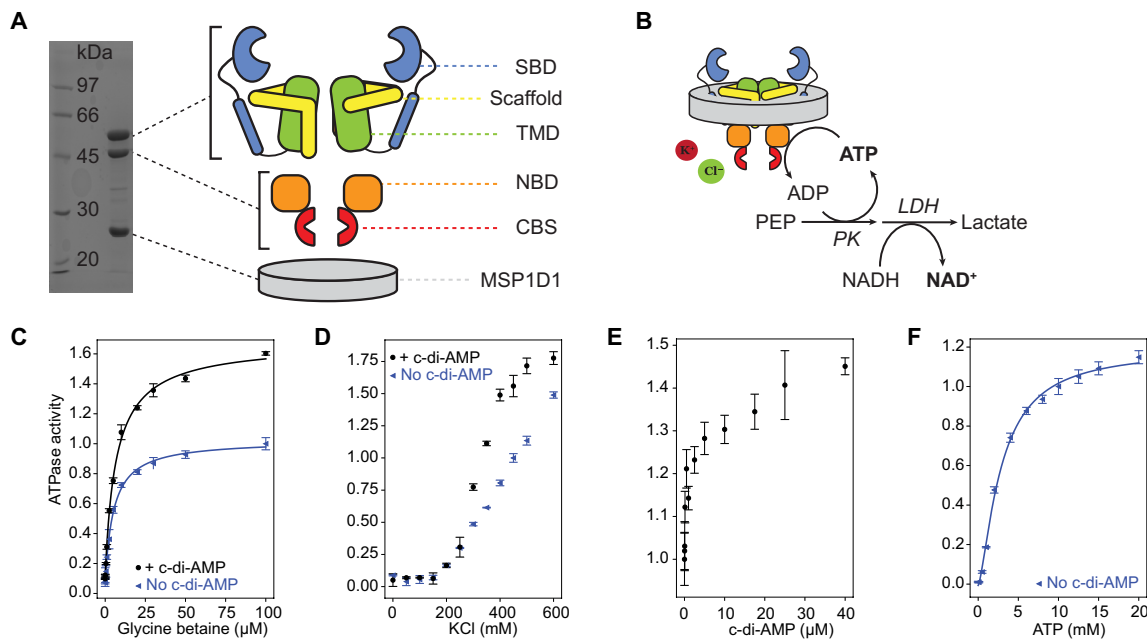 A
kDa
97
66
45
30
20
SBD
Scaffold
TMD
NBD
CBS
MSP1D1
B
K⁺
Cl⁻
ATP
ADP
PEP
PK
LDH
Lactate
NADH
NAD⁺
C
ATPase activity
1.6
1.4
1.2
1.0
0.8
0.6
0.4
0.2
0.0
+ c-di-AMP
No c-di-AMP
0 25 50 75 100
Glycine betaine (µM)
D
+ c-di-AMP
No c-di-AMP
1.75
1.50
1.25
1.00
0.75
0.50
0.25
0.00
0 200 400 600
KCl (mM)
E
1.5
1.4
1.3
1.2
1.1
1.0
0 10 20 30 40
c-di-AMP (µM)
F
1.2
1.0
0.8
0.6
0.4
0.2
0.0
No c-di-AMP
0 5 10 15 20
ATP (mM)